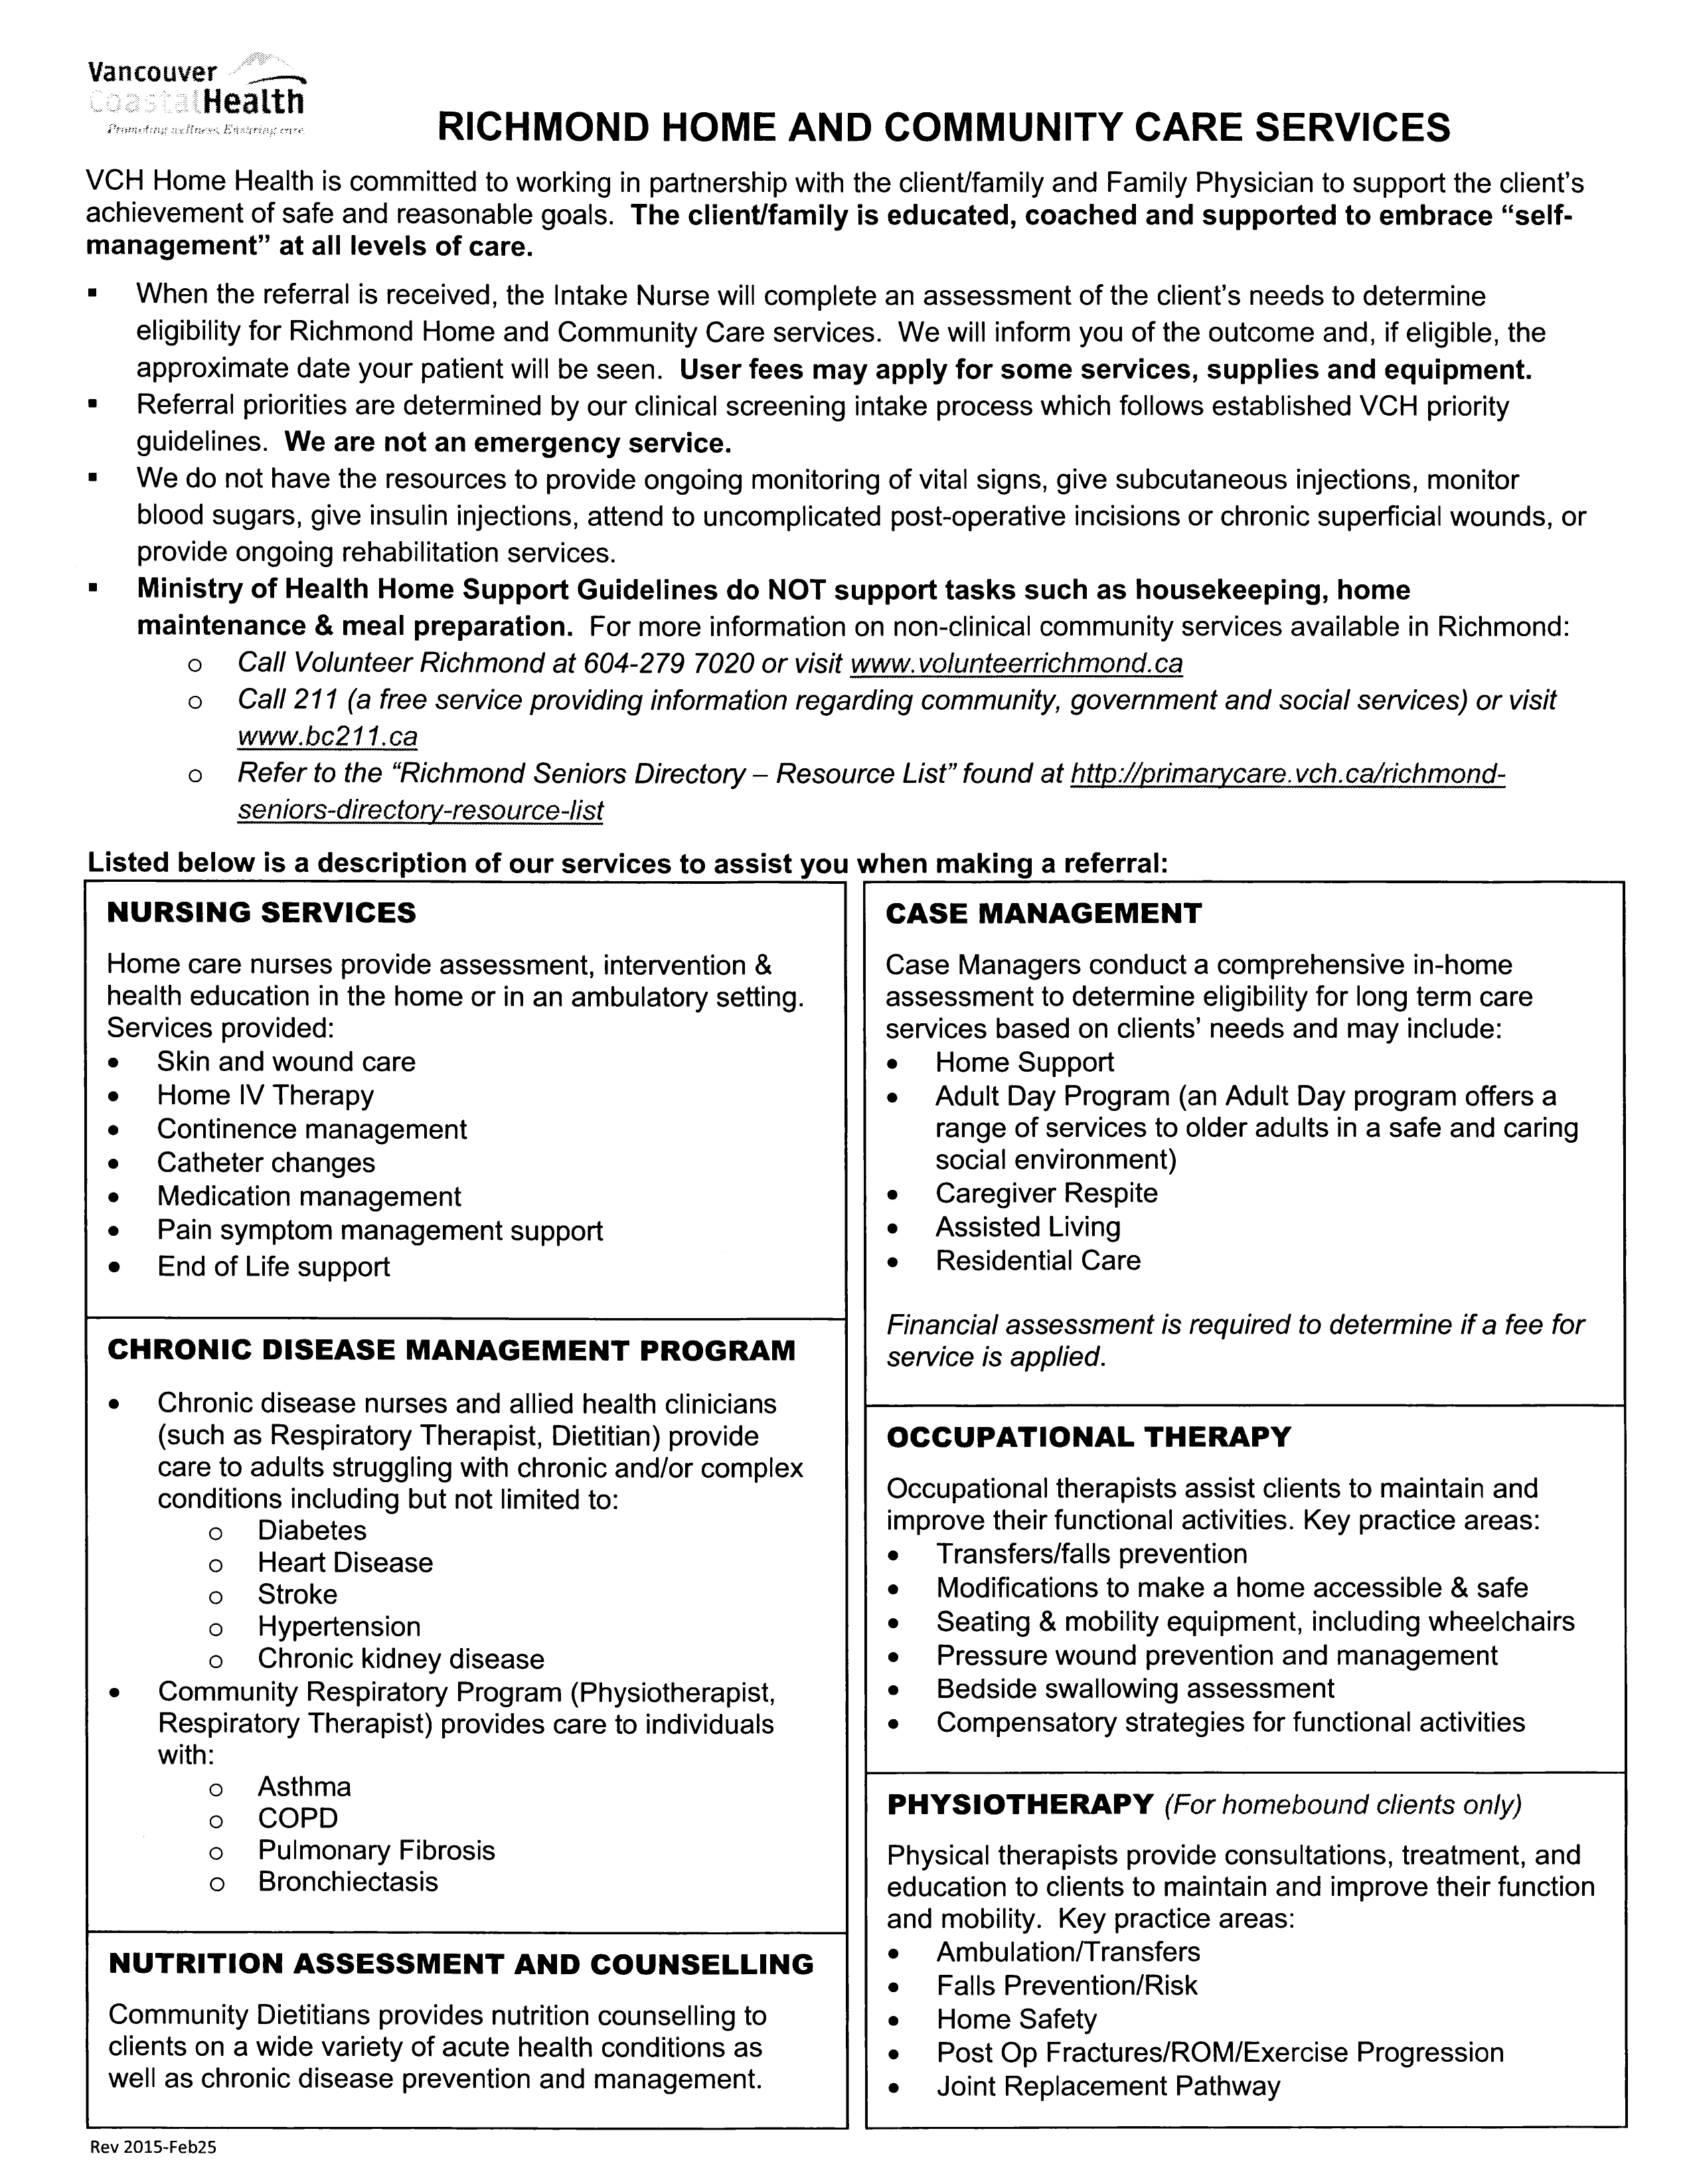 Vancouver
CoastalHealth
Promoting wellness. Ensuring care.
RICHMOND HOME AND COMMUNITY CARE SERVICES
VCH Home Health is committed to working in partnership with the client/family and Family Physician to support the client's
achievement of safe and reasonable goals. The client/family is educated, coached and supported to embrace “self-
management” at all levels of care.
▪ When the referral is received, the Intake Nurse will complete an assessment of the client's needs to determine
eligibility for Richmond Home and Community Care services. We will inform you of the outcome and, if eligible, the
approximate date your patient will be seen. User fees may apply for some services, supplies and equipment.
▪ Referral priorities are determined by our clinical screening intake process which follows established VCH priority
guidelines. We are not an emergency service.
▪ We do not have the resources to provide ongoing monitoring of vital signs, give subcutaneous injections, monitor
blood sugars, give insulin injections, attend to uncomplicated post-operative incisions or chronic superficial wounds, or
provide ongoing rehabilitation services.
▪ Ministry of Health Home Support Guidelines do NOT support tasks such as housekeeping, home
maintenance & meal preparation. For more information on non-clinical community services available in Richmond:
o Call Volunteer Richmond at 604-279 7020 or visit www.volunteerrichmond.ca
o Call 211 (a free service providing information regarding community, government and social services) or visit
www.bc211.ca
o Refer to the “Richmond Seniors Directory – Resource List” found at http://primarycare.vch.ca/richmond-
seniors-directory-resource-list
Listed below is a description of our services to assist you when making a referral:
NURSING SERVICES
Home care nurses provide assessment, intervention &
health education in the home or in an ambulatory setting.
Services provided:
• Skin and wound care
• Home IV Therapy
• Continence management
• Catheter changes
• Medication management
• Pain symptom management support
• End of Life support
CHRONIC DISEASE MANAGEMENT PROGRAM
• Chronic disease nurses and allied health clinicians
(such as Respiratory Therapist, Dietitian) provide
care to adults struggling with chronic and/or complex
conditions including but not limited to:
o Diabetes
o Heart Disease
o Stroke
o Hypertension
o Chronic kidney disease
• Community Respiratory Program (Physiotherapist,
Respiratory Therapist) provides care to individuals
with:
o Asthma
o COPD
o Pulmonary Fibrosis
o Bronchiectasis
NUTRITION ASSESSMENT AND COUNSELLING
Community Dietitians provides nutrition counselling to
clients on a wide variety of acute health conditions as
well as chronic disease prevention and management.
CASE MANAGEMENT
Case Managers conduct a comprehensive in-home
assessment to determine eligibility for long term care
services based on clients' needs and may include:
• Home Support
• Adult Day Program (an Adult Day program offers a
range of services to older adults in a safe and caring
social environment)
• Caregiver Respite
• Assisted Living
• Residential Care
Financial assessment is required to determine if a fee for
service is applied.
OCCUPATIONAL THERAPY
Occupational therapists assist clients to maintain and
improve their functional activities. Key practice areas:
• Transfers/falls prevention
• Modifications to make a home accessible & safe
• Seating & mobility equipment, including wheelchairs
• Pressure wound prevention and management
• Bedside swallowing assessment
• Compensatory strategies for functional activities
PHYSIOTHERAPY (For homebound clients only)
Physical therapists provide consultations, treatment, and
education to clients to maintain and improve their function
and mobility. Key practice areas:
• Ambulation/Transfers
• Falls Prevention/Risk
• Home Safety
• Post Op Fractures/ROM/Exercise Progression
• Joint Replacement Pathway
Rev 2015-Feb25